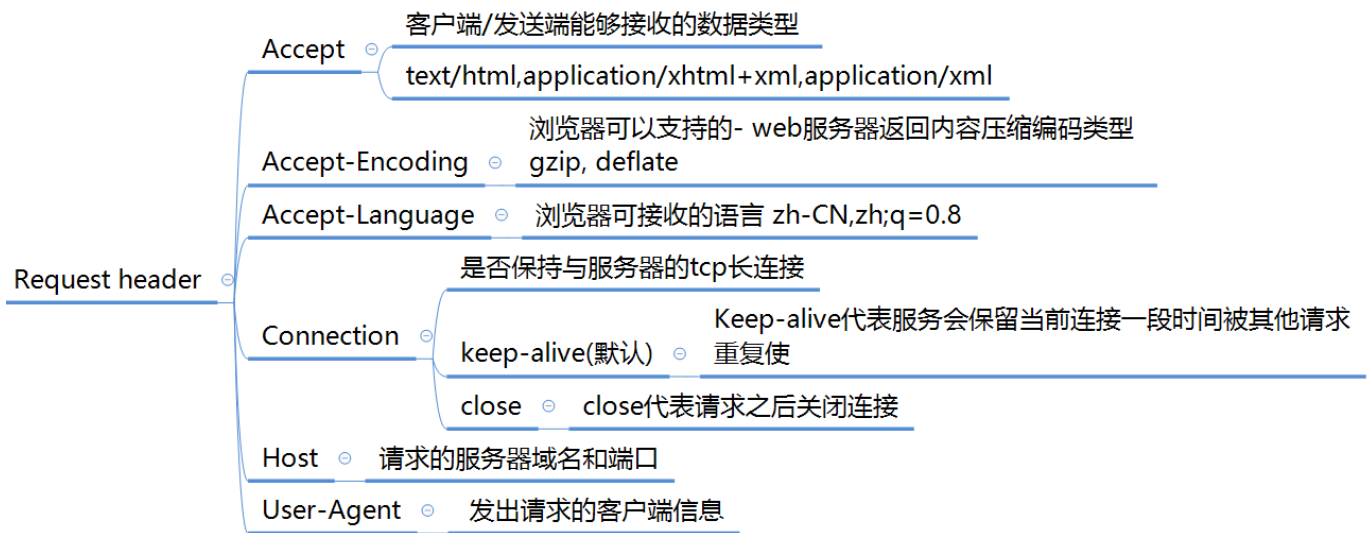 Request header
Accept
客户端/发送端能够接收的数据类型
text/html,application/xhtml+xml,application/xml
Accept-Encoding
浏览器可以支持的- web服务器返回内容压缩编码类型
gzip, deflate
Accept-Language
浏览器可接收的语言 zh-CN,zh;q=0.8
Connection
是否保持与服务器的tcp长连接
keep-alive(默认)
Keep-alive代表服务会保留当前连接一段时间被其他请求
重复使
close
close代表请求之后关闭连接
Host
请求的服务器域名和端口
User-Agent
发出请求的客户端信息